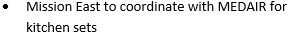 • Mission East to coordinate with MEDAIR for
kitchen sets